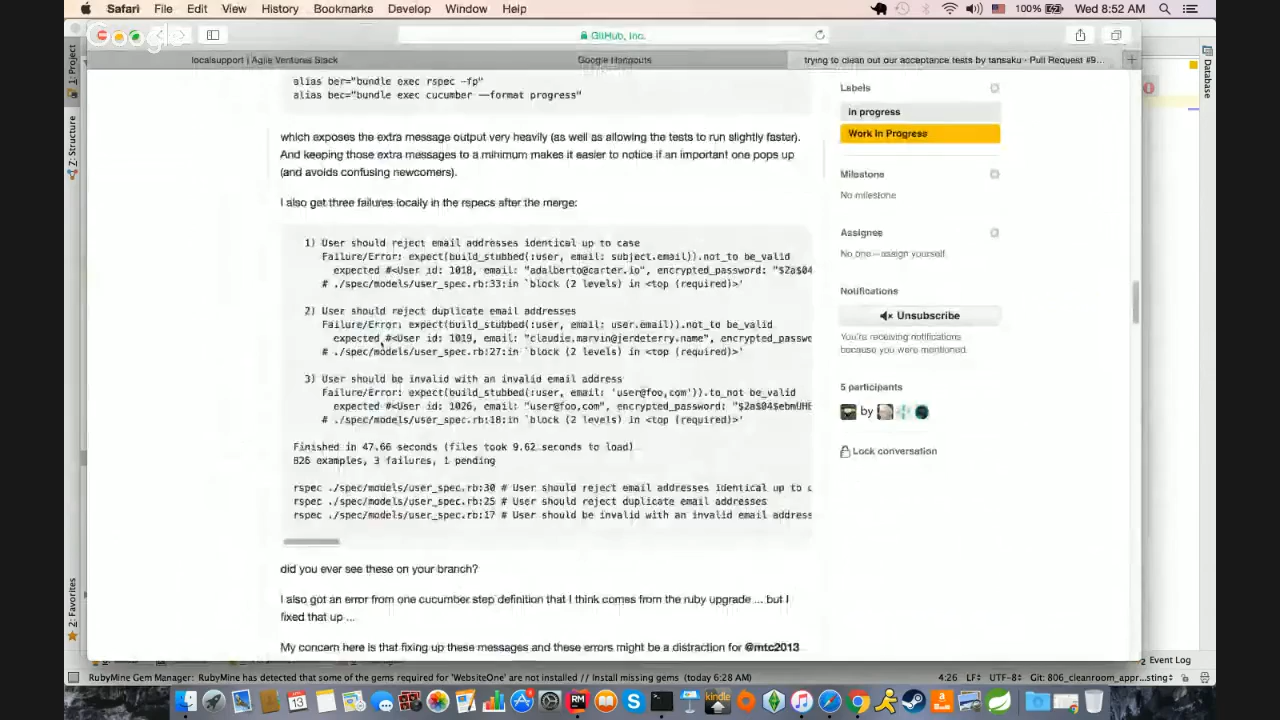 Safari File Edit View History Bookmarks Develop Window Help 100% Wed 8:52 AM
Google
GitHub, Inc.
localsupport | Agile Ventures Slack
Google Hangouts
trying to clean out our acceptance tests by tansaku · Pull Request #9...
1: Project
Z: Structure
2: Favorites
Database
alias ber="bundle exec rspec -fp"
alias bec="bundle exec cucumber —format progress"
which exposes the extra message output very heavily (as well as allowing the tests to run slightly faster).
And keeping those extra messages to a minimum makes it easier to notice if an important one pops up
(and avoids confusing newcomers).
I also get three failures locally in the rspecs after the merge:
1) User should reject email addresses identical up to case
Failure/Error: expect(build_stubbed(:user, email: subject.email)).not_to be_valid
expected #<User id: 1018, email: "adalberto@carter.io", encrypted_password: "$2a$04
# ./spec/models/user_spec.rb:33:in `block (2 levels) in <top (required)>'
2) User should reject duplicate email addresses
Failure/Error: expect(build_stubbed(:user, email: user.email)).not_to be_valid
expected #<User id: 1019, email: "claudie.marvin@jerdeterry.name", encrypted_passwo
# ./spec/models/user_spec.rb:27:in `block (2 levels) in <top (required)>'
3) User should be invalid with an invalid email address
Failure/Error: expect(build_stubbed(:user, email: 'user@foo,com')).to_not be_valid
expected #<User id: 1026, email: "user@foo,com", encrypted_password:
# ./spec/models/user_spec.rb:18:in `block (2 levels) in <top (required)>'
Finished in 47.66 seconds (files took 9.62 seconds to load)
826 examples, 3 failures, 1 pending
rspec ./spec/models/user_spec.rb:30 # User should reject email addresses identical up to c
rspec ./spec/models/user_spec.rb:25 # User should reject duplicate email addresses
rspec ./spec/models/user_spec.rb:17 # User should be invalid with an invalid email address
did you ever see these on your branch?
I also got an error from one cucumber step definition that I think comes from the ruby upgrade ... but I
fixed that up ...
My concern here is that fixing up these messages and these errors might be a distraction for @mtc2013
Labels
in progress
Work In Progress
Milestone
No milestone
Assignee
No one—assign yourself
Notifications
Unsubscribe
You're receiving notifications
because you were mentioned.
5 participants
by
Lock conversation
Event Log
RubyMine Gem Manager: RubyMine has detected that some of the gems required for 'WebsiteOne' are not installed // Install missing gems (today 6:28 AM)
4:26 LF÷ UTF-8÷ Git: 806_cleanroom_appr...sting÷
13
RM
kindle